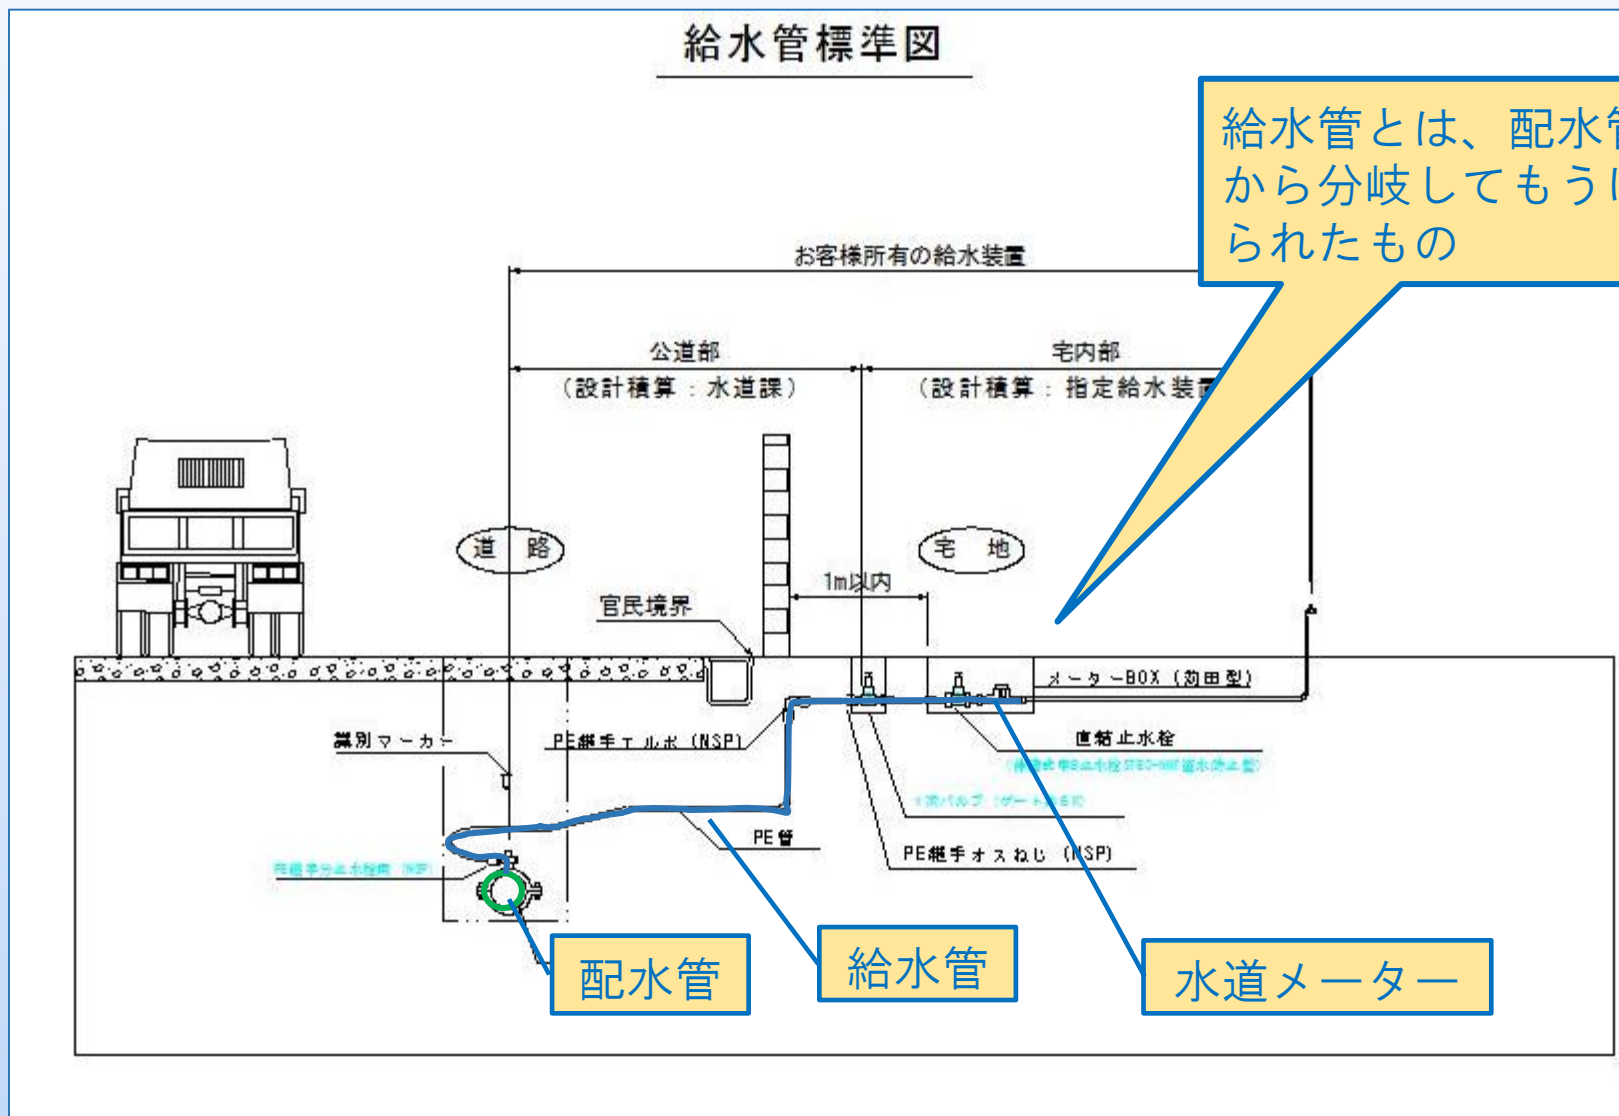 給水管標準図
給水管とは、配水管
から分岐してもうけ
られたもの
お客様所有の給水装置
公道部
宅内部
(設計積算：水道課)
(設計積算：指定給水装置
道路
宅地
1m以内
官民境界
メーターBOX (苅田型)
識別マーカー
PE継手エルボ (NSP)
直結止水栓
PE管
PE継手オスねじ (NSP)
配水管
給水管
水道メーター